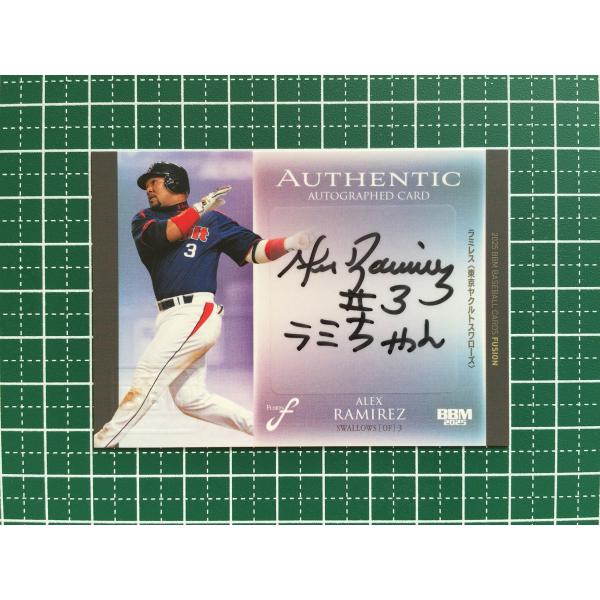 AUTHENTIC
AUTOGRAPHED CARD
Alex Ramirez
#3
ラミちゃん
3
FUSION
f
ALEX
RAMIREZ
SWALLOWS [OF] 3
BBM
2025
ラミレス〈東京ヤクルトスワローズ〉
2025 BBM BASEBALL CARDS FUSION